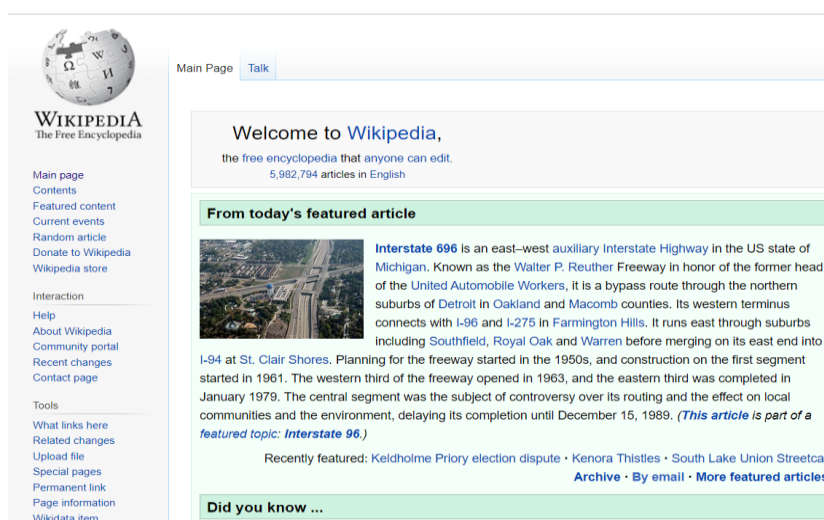 WIKIPEDIA
The Free Encyclopedia
Main Page Talk
Main page
Contents
Featured content
Current events
Random article
Donate to Wikipedia
Wikipedia store
Interaction
Help
About Wikipedia
Community portal
Recent changes
Contact page
Tools
What links here
Related changes
Upload file
Special pages
Permanent link
Page information
Wikidata item
Welcome to Wikipedia,
the free encyclopedia that anyone can edit.
5,982,794 articles in English
From today's featured article
Interstate 696 is an east–west auxiliary Interstate Highway in the US state of
Michigan. Known as the Walter P. Reuther Freeway in honor of the former head
of the United Automobile Workers, it is a bypass route through the northern
suburbs of Detroit in Oakland and Macomb counties. Its western terminus
connects with I-96 and I-275 in Farmington Hills. It runs east through suburbs
including Southfield, Royal Oak and Warren before merging on its east end into
I-94 at St. Clair Shores. Planning for the freeway started in the 1950s, and construction on the first segment
started in 1961. The western third of the freeway opened in 1963, and the eastern third was completed in
January 1979. The central segment was the subject of controversy over its routing and the effect on local
communities and the environment, delaying its completion until December 15, 1989. (This article is part of a
featured topic: Interstate 96.)
Recently featured: Keldholme Priory election dispute · Kenora Thistles · South Lake Union Streetca
Archive · By email · More featured articles
Did you know ...